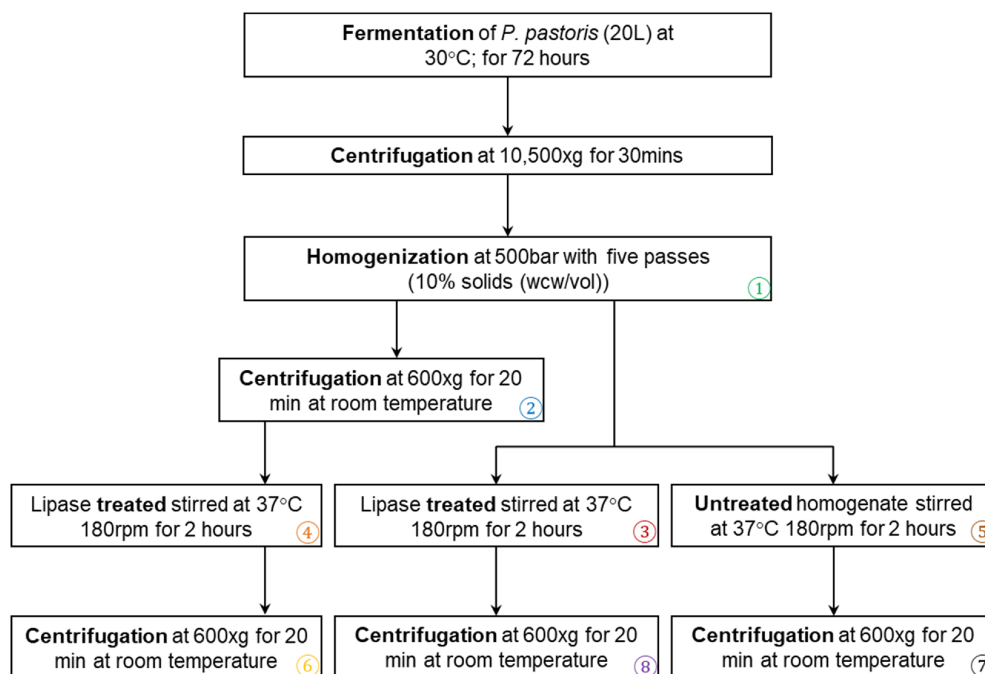 Fermentation of P. pastoris (20L) at
30°C; for 72 hours
Centrifugation at 10,500xg for 30mins
Homogenization at 500bar with five passes
(10% solids (wcw/vol))
①
Centrifugation at 600xg for 20
min at room temperature
②
Lipase treated stirred at 37°C
180rpm for 2 hours
④
Lipase treated stirred at 37°C
180rpm for 2 hours
③
Untreated homogenate stirred
at 37°C 180rpm for 2 hours
⑤
Centrifugation at 600xg for 20
min at room temperature
⑥
Centrifugation at 600xg for 20
min at room temperature
⑧
Centrifugation at 600xg for 20
min at room temperature
⑦